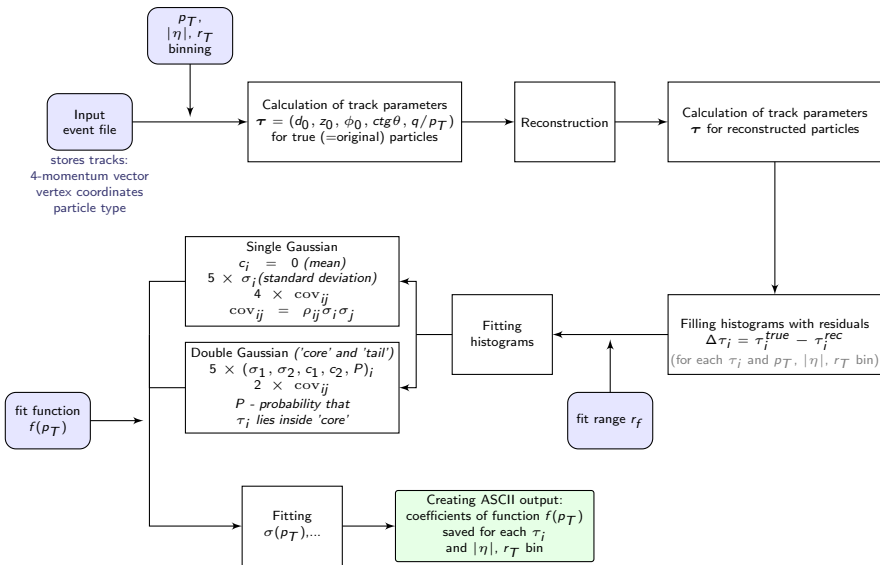 p_T,
|η|, r_T
binning
Input
event file
stores tracks:
4-momentum vector
vertex coordinates
particle type
Calculation of track parameters
τ = (d_0, z_0, ϕ_0, ctgθ, q/p_T)
for true (=original) particles
Reconstruction
Calculation of track parameters
τ for reconstructed particles
Single Gaussian
c_i = 0 (mean)
5 × σ_i (standard deviation)
4 × cov_ij
cov_ij = ρ_ij σ_i σ_j
Double Gaussian ('core' and 'tail')
5 × (σ_1, σ_2, c_1, c_2, P)_i
2 × cov_ij
P - probability that
τ_i lies inside 'core'
Fitting
histograms
Filling histograms with residuals
Δτ_i = τ_i^true − τ_i^rec
(for each τ_i and p_T, |η|, r_T bin)
fit range r_f
fit function
f(p_T)
Fitting
σ(p_T),...
Creating ASCII output:
coefficients of function f(p_T)
saved for each τ_i
and |η|, r_T bin